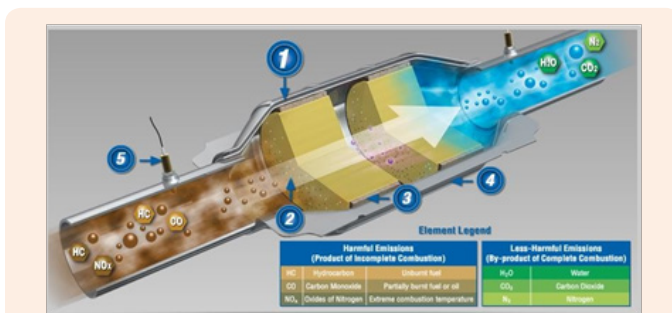 1
N₂
H₂O
CO₂
5
HC
CO
HC
NOₓ
2
3
4
Element Legend
Harmful Emissions
(Product of Incomplete Combustion)
HC Hydrocarbon Unburnt fuel
CO Carbon Monoxide Partially burnt fuel or oil
NOₓ Oxides of Nitrogen Extreme combustion temperature
Less-Harmful Emissions
(By-product of Complete Combustion)
H₂O Water
CO₂ Carbon Dioxide
N₂ Nitrogen